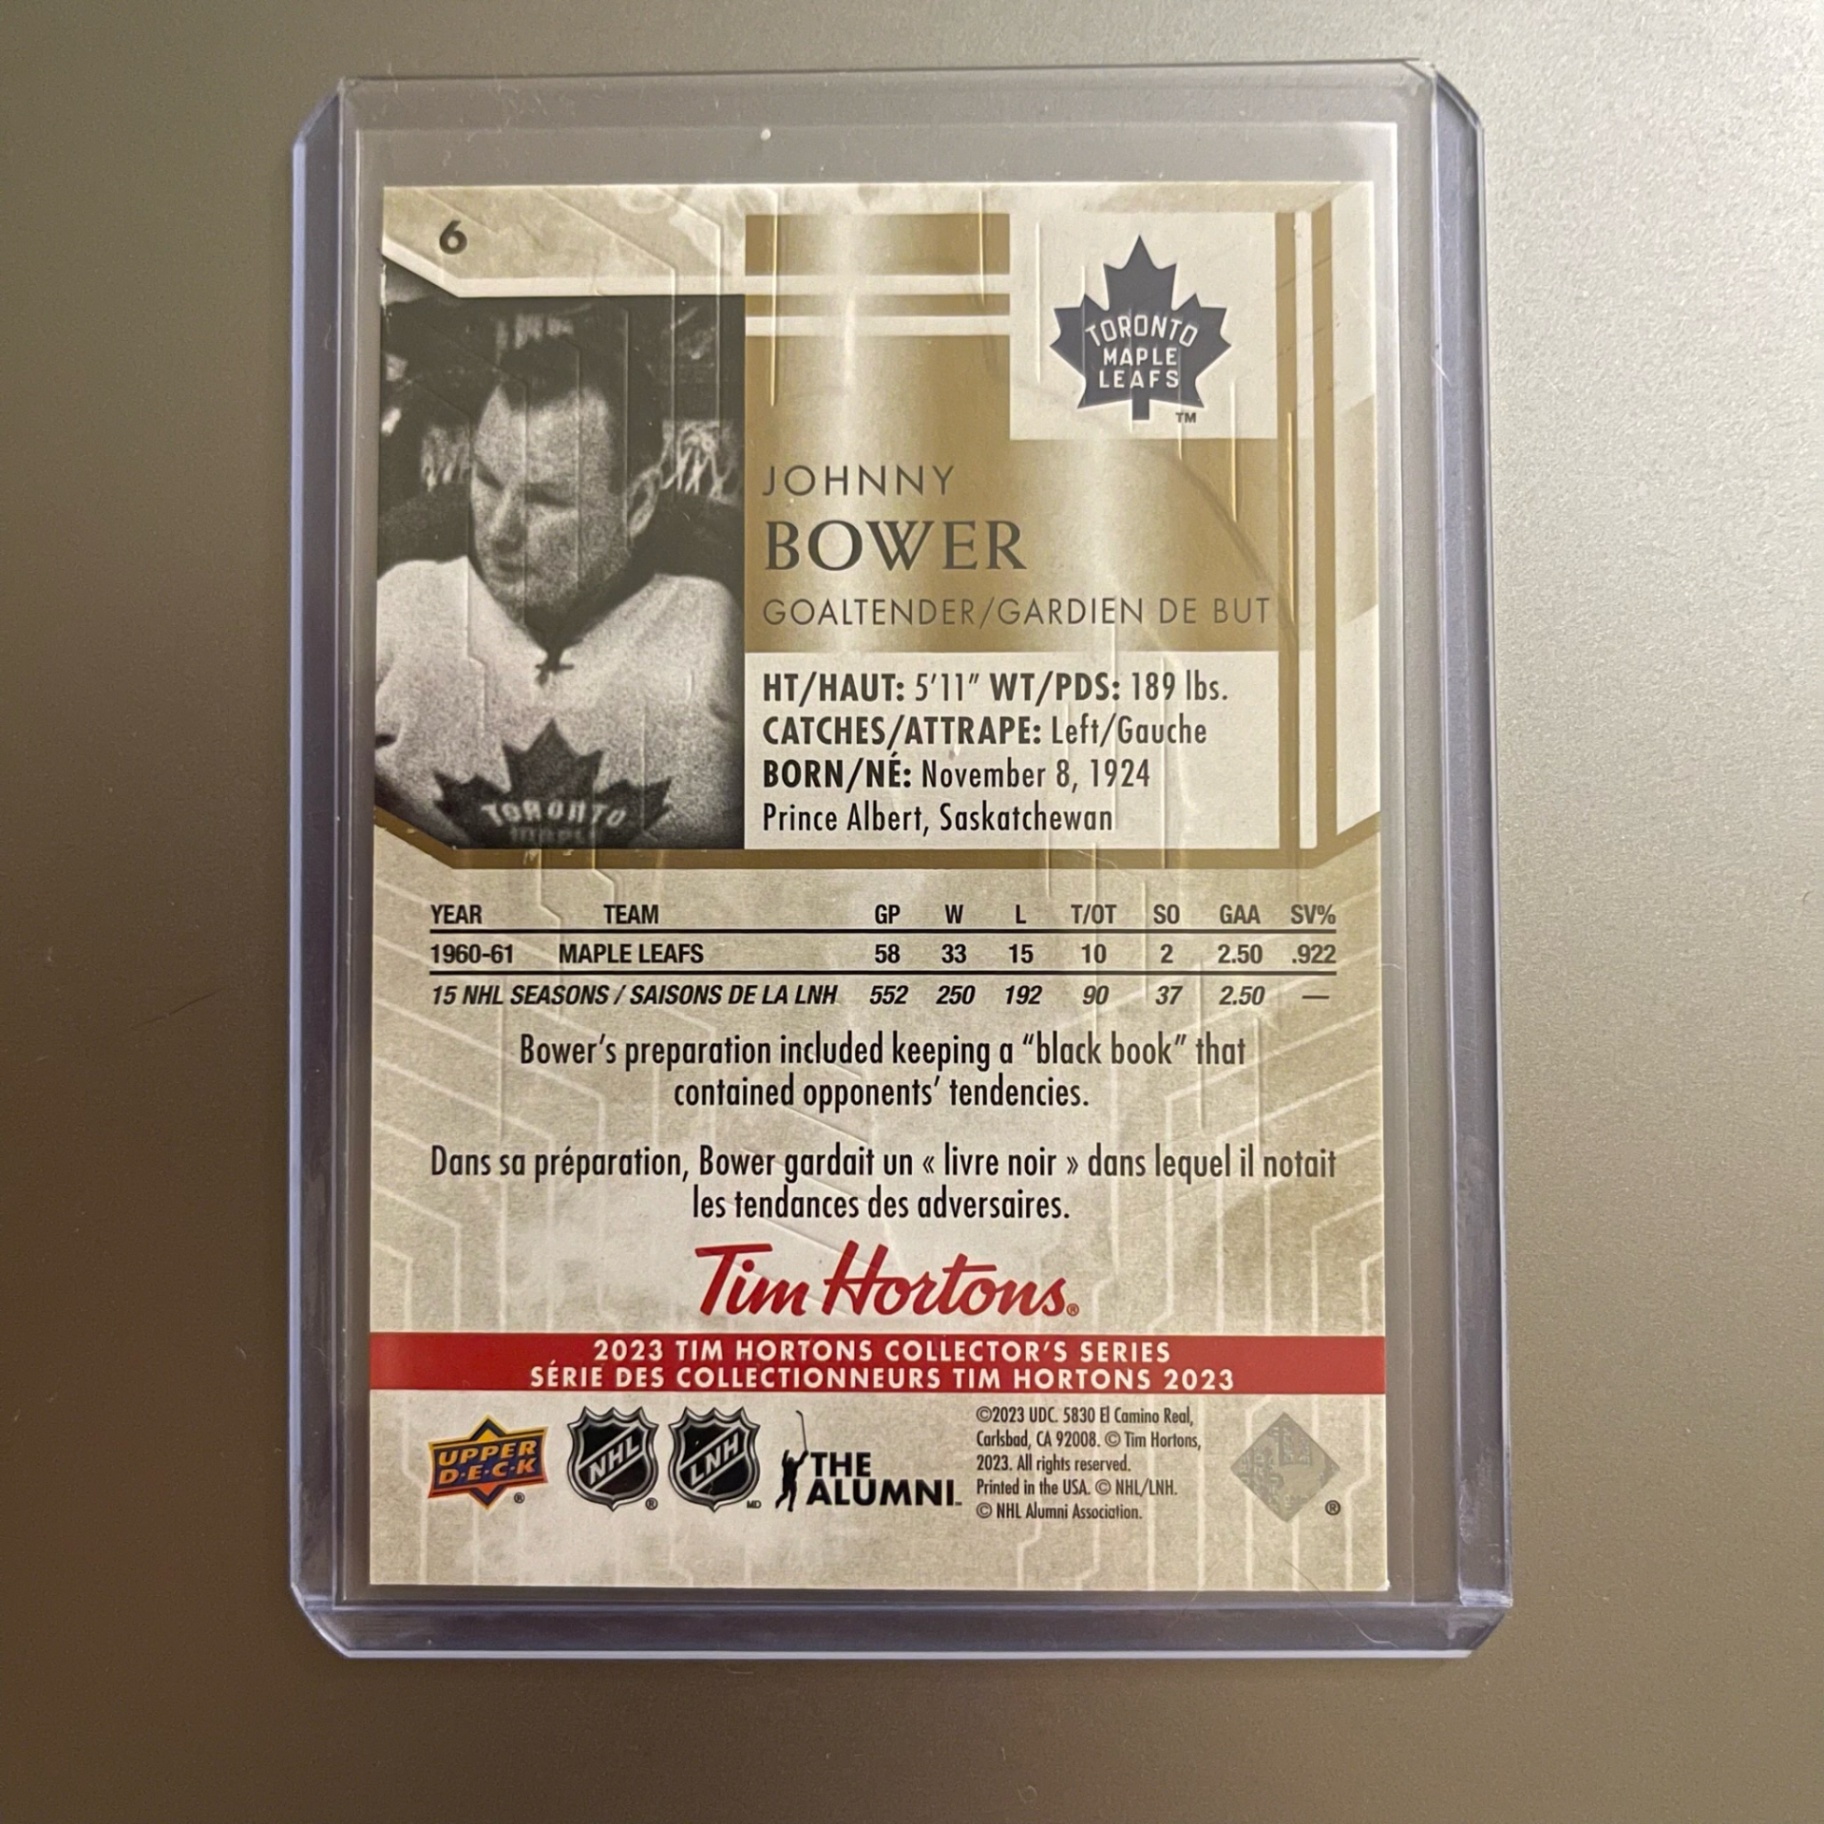 6
TORONTO
MAPLE
LEAFS
TM
JOHNNY
BOWER
GOALTENDER/GARDIEN DE BUT
TORONTO
MAPLE
HT/HAUT: 5'11" WT/PDS: 189 lbs.
CATCHES/ATTRAPE: Left/Gauche
BORN/NÉ: November 8, 1924
Prince Albert, Saskatchewan
YEAR TEAM GP W L T/OT SO GAA SV%
1960-61 MAPLE LEAFS 58 33 15 10 2 2.50 .922
15 NHL SEASONS / SAISONS DE LA LNH 552 250 192 90 37 2.50 —
Bower's preparation included keeping a “black book” that
contained opponents' tendencies.
Dans sa préparation, Bower gardait un « livre noir » dans lequel il notait
les tendances des adversaires.
Tim Hortons®
2023 TIM HORTONS COLLECTOR'S SERIES
SÉRIE DES COLLECTIONNEURS TIM HORTONS 2023
UPPER
D·E·C·K ®
NHL ®
LNH MD
THE
ALUMNI™
©2023 UDC. 5830 El Camino Real,
Carlsbad, CA 92008. © Tim Hortons,
2023. All rights reserved.
Printed in the USA. © NHL/LNH.
© NHL Alumni Association.
®